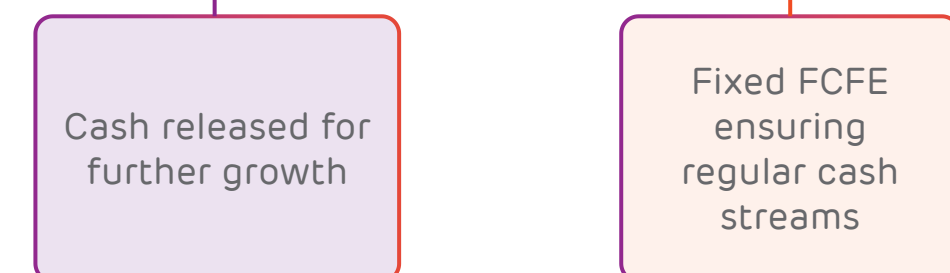 Cash released for
further growth
Fixed FCFE
ensuring
regular cash
streams